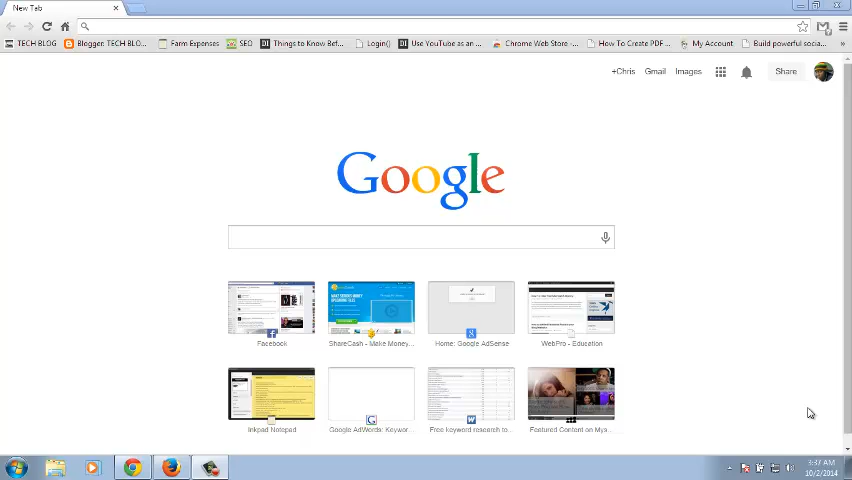 New Tab
TECH BLOG
Blogger: TECH BLO...
Farm Expenses
SEO
Things to Know Bef...
Login()
Use YouTube as an ...
Chrome Web Store -...
How To Create PDF ...
My Account
Build powerful socia...
+Chris Gmail Images Share
Google
Facebook
ShareCash - Make Money...
Home: Google AdSense
WebPro - Education
Inkpad Notepad
Google AdWords: Keywor...
Free keyword research to...
Featured Content on Mys...
3:37 AM
10/2/2014